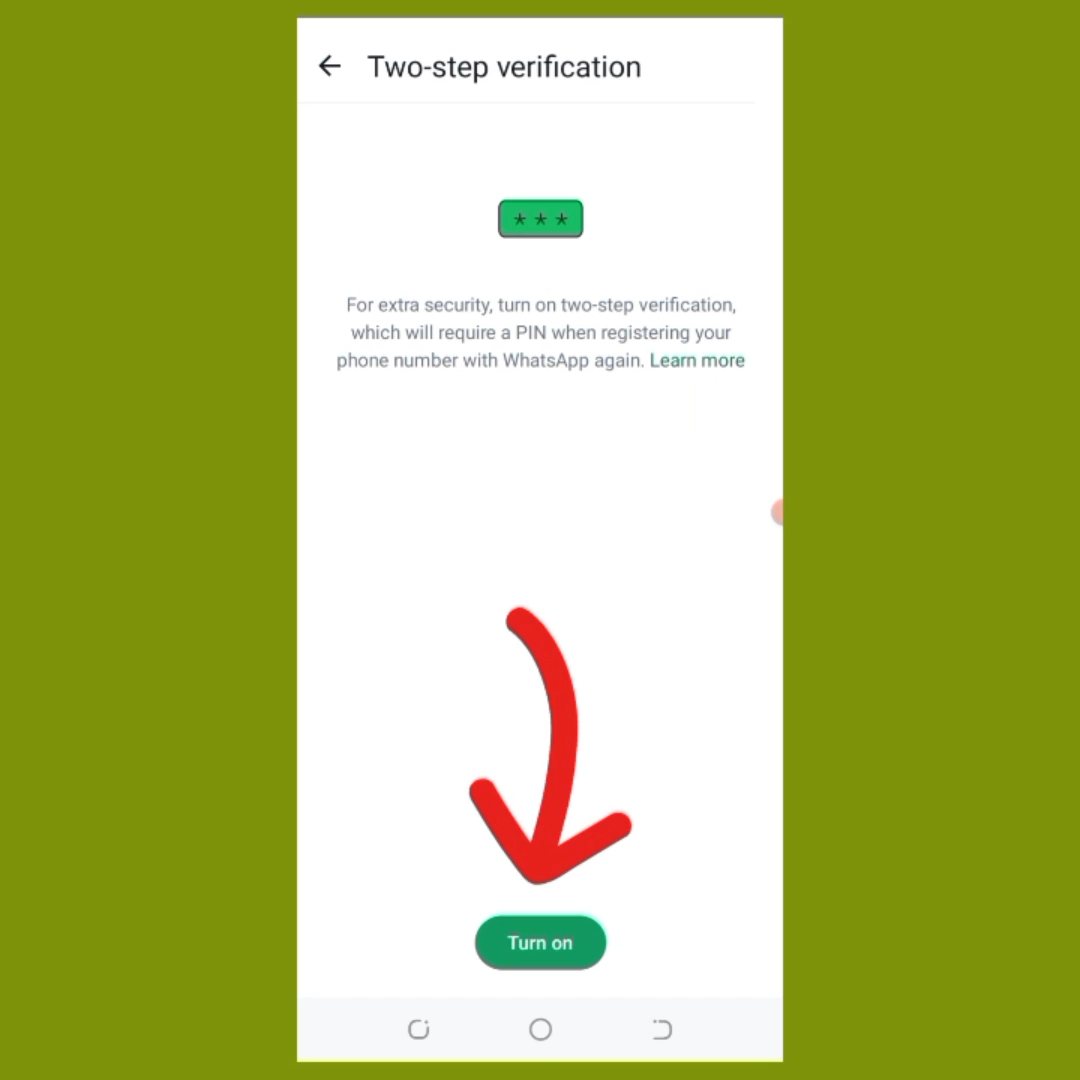 Two-step verification
***
For extra security, turn on two-step verification,
which will require a PIN when registering your
phone number with WhatsApp again. Learn more
Turn on